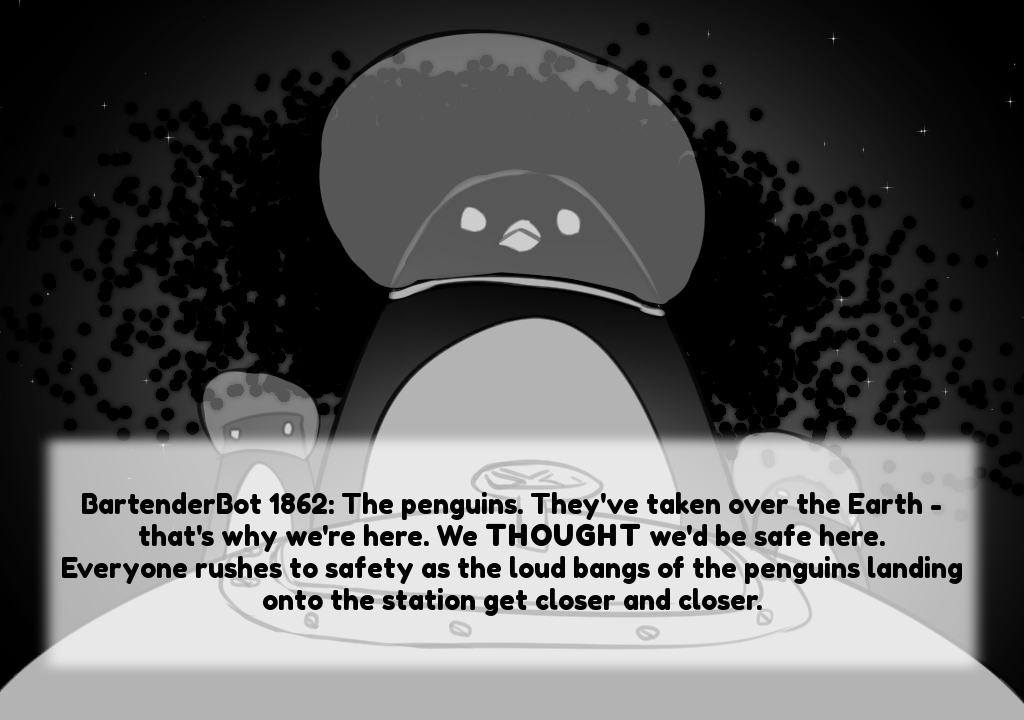 BartenderBot 1862: The penguins. They've taken over the Earth -
that's why we're here. We THOUGHT we'd be safe here.
Everyone rushes to safety as the loud bangs of the penguins landing
onto the station get closer and closer.